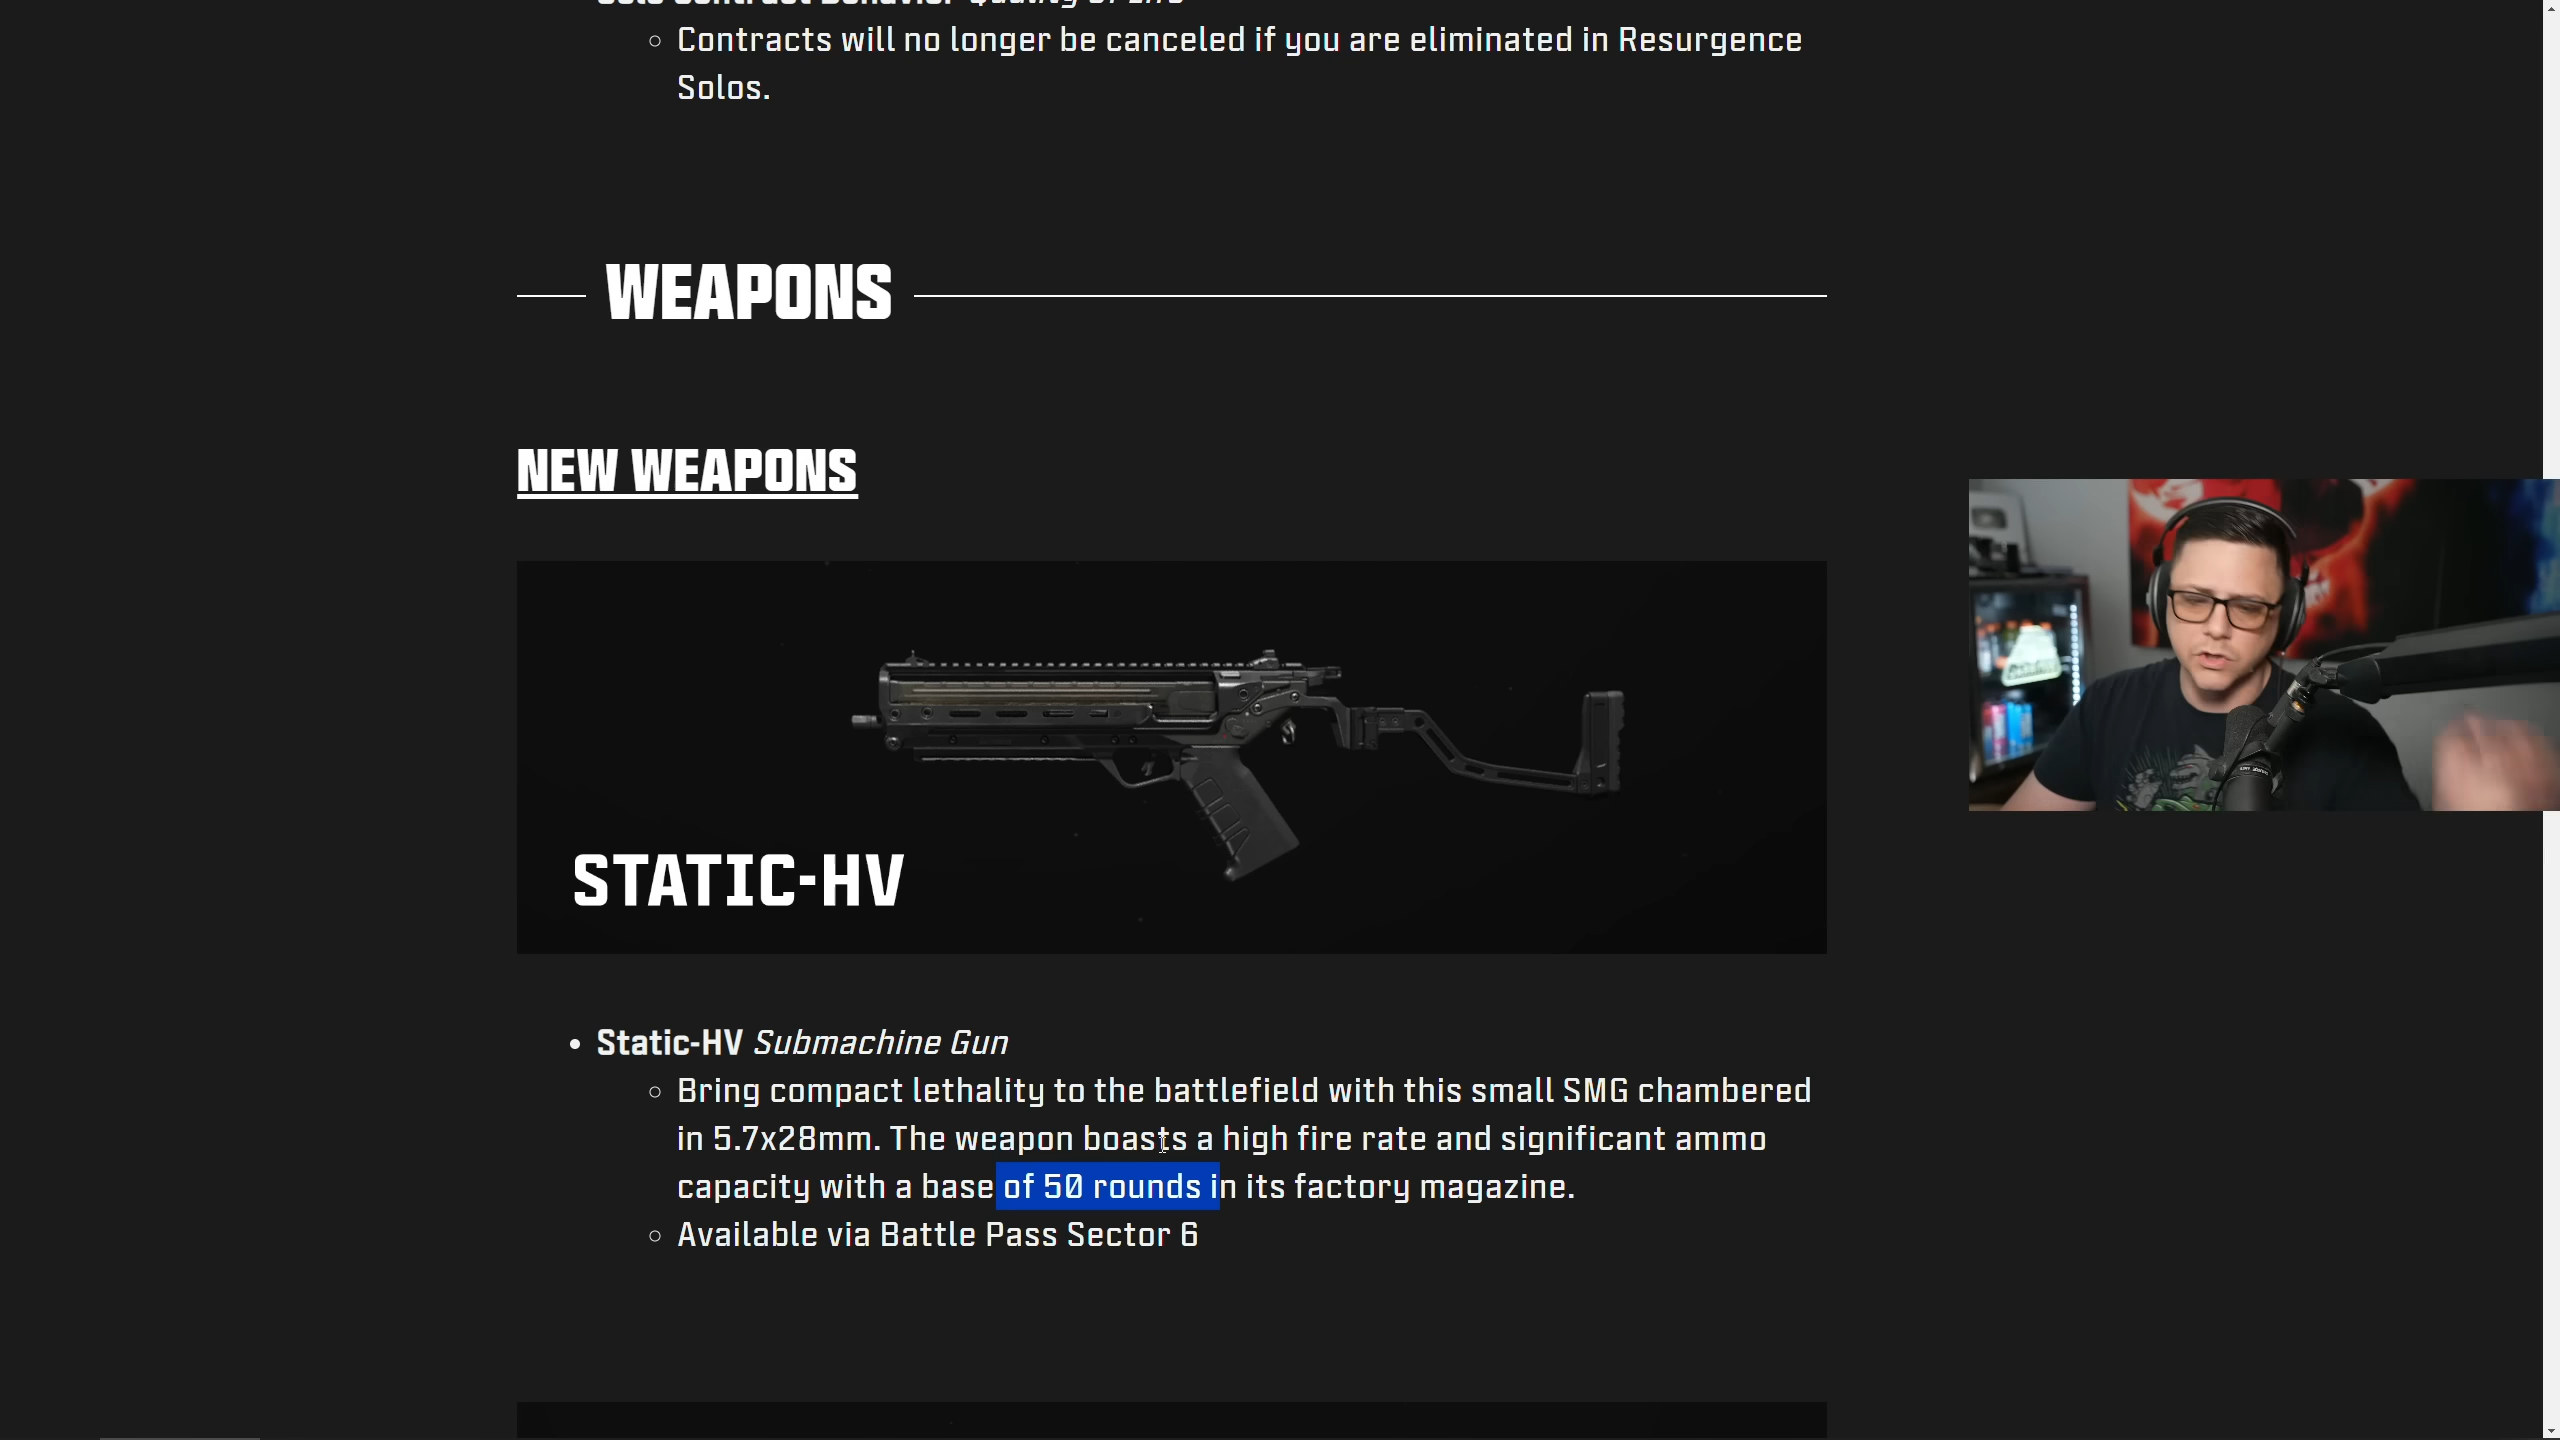 Contracts will no longer be canceled if you are eliminated in Resurgence
Solos.
WEAPONS
NEW WEAPONS
STATIC-HV
Static-HV Submachine Gun
Bring compact lethality to the battlefield with this small SMG chambered
in 5.7x28mm. The weapon boasts a high fire rate and significant ammo
capacity with a base of 50 rounds in its factory magazine.
Available via Battle Pass Sector 6